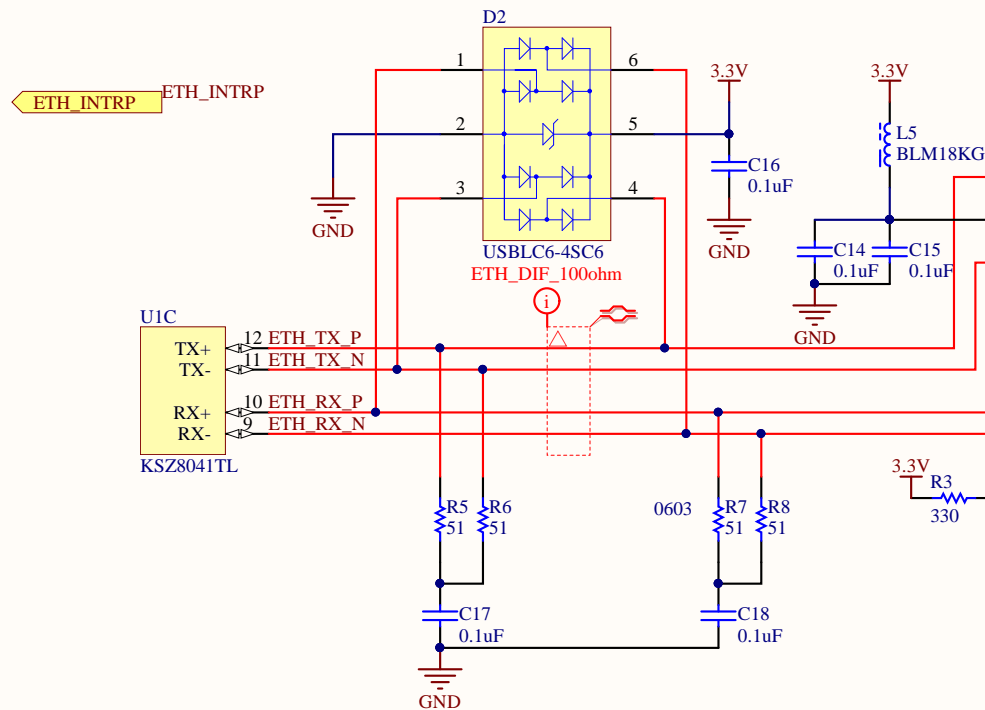 D2
1
6
2
5
3
4
USBLC6-4SC6
ETH_INTRP
ETH_INTRP
GND
3.3V
C16
0.1uF
GND
3.3V
L5
BLM18KG
C14
0.1uF
C15
0.1uF
GND
ETH_DIF_100ohm
i
U1C
TX+
12
ETH_TX_P
TX-
11
ETH_TX_N
RX+
10
ETH_RX_P
RX-
9
ETH_RX_N
KSZ8041TL
R5
51
R6
51
0603
R7
51
R8
51
3.3V
R3
330
C17
0.1uF
C18
0.1uF
GND